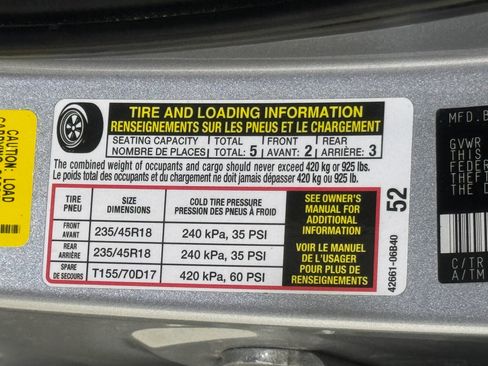 TIRE AND LOADING INFORMATION
RENSEIGNEMENTS SUR LES PNEUS ET LE CHARGEMENT
SEATING CAPACITY TOTAL FRONT REAR
NOMBRE DE PLACES TOTAL: 5 AVANT: 2 ARRIÈRE: 3
The combined weight of occupants and cargo should never exceed 420 kg or 925 lbs.
Le poids total des occupants et du chargement ne doit jamais dépasser 420 kg ou 925 lb.
TIRE
PNEU
SIZE
DIMENSIONS
COLD TIRE PRESSURE
PRESSION DES PNEUS À FROID
FRONT
AVANT
235/45R18
240 kPa, 35 PSI
REAR
ARRIÈRE
235/45R18
240 kPa, 35 PSI
SPARE
DE SECOURS
T155/70D17
420 kPa, 60 PSI
SEE OWNER'S
MANUAL FOR
ADDITIONAL
INFORMATION
VOIR LE MANUEL
DE L'USAGER
POUR PLUS DE
RENSEIGNEMENTS
52
42661-06B40
CAUTION: LOAD
MFD.B
GVWR
THIS
FEDER
THEFT
THE D
C/TR
A/TM